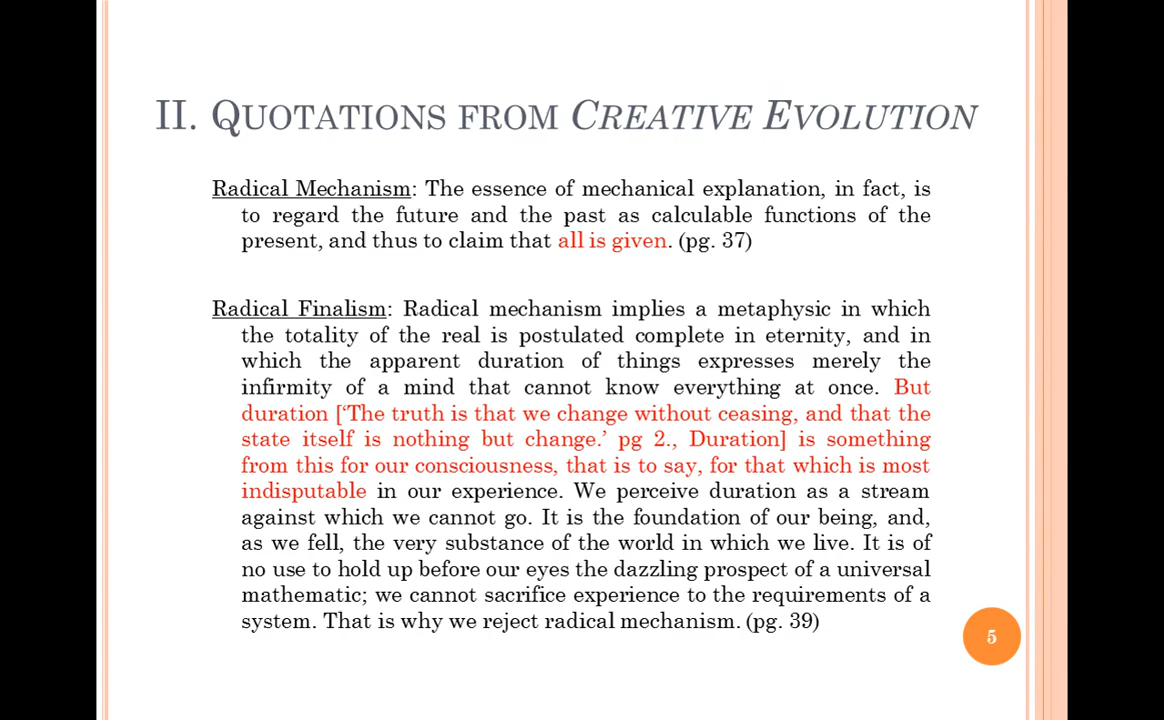 II. QUOTATIONS FROM CREATIVE EVOLUTION
Radical Mechanism: The essence of mechanical explanation, in fact, is
to regard the future and the past as calculable functions of the
present, and thus to claim that all is given. (pg. 37)
Radical Finalism: Radical mechanism implies a metaphysic in which
the totality of the real is postulated complete in eternity, and in
which the apparent duration of things expresses merely the
infirmity of a mind that cannot know everything at once. But
duration [‘The truth is that we change without ceasing, and that the
state itself is nothing but change.’ pg 2., Duration] is something
from this for our consciousness, that is to say, for that which is most
indisputable in our experience. We perceive duration as a stream
against which we cannot go. It is the foundation of our being, and,
as we fell, the very substance of the world in which we live. It is of
no use to hold up before our eyes the dazzling prospect of a universal
mathematic; we cannot sacrifice experience to the requirements of a
system. That is why we reject radical mechanism. (pg. 39)
5